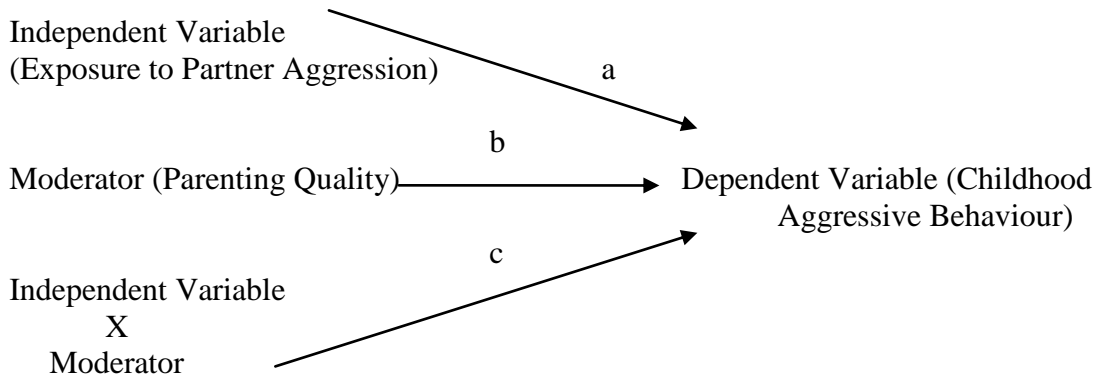 Independent Variable
(Exposure to Partner Aggression)
a
b
Moderator (Parenting Quality)
Dependent Variable (Childhood
Aggressive Behaviour)
c
Independent Variable
X
Moderator